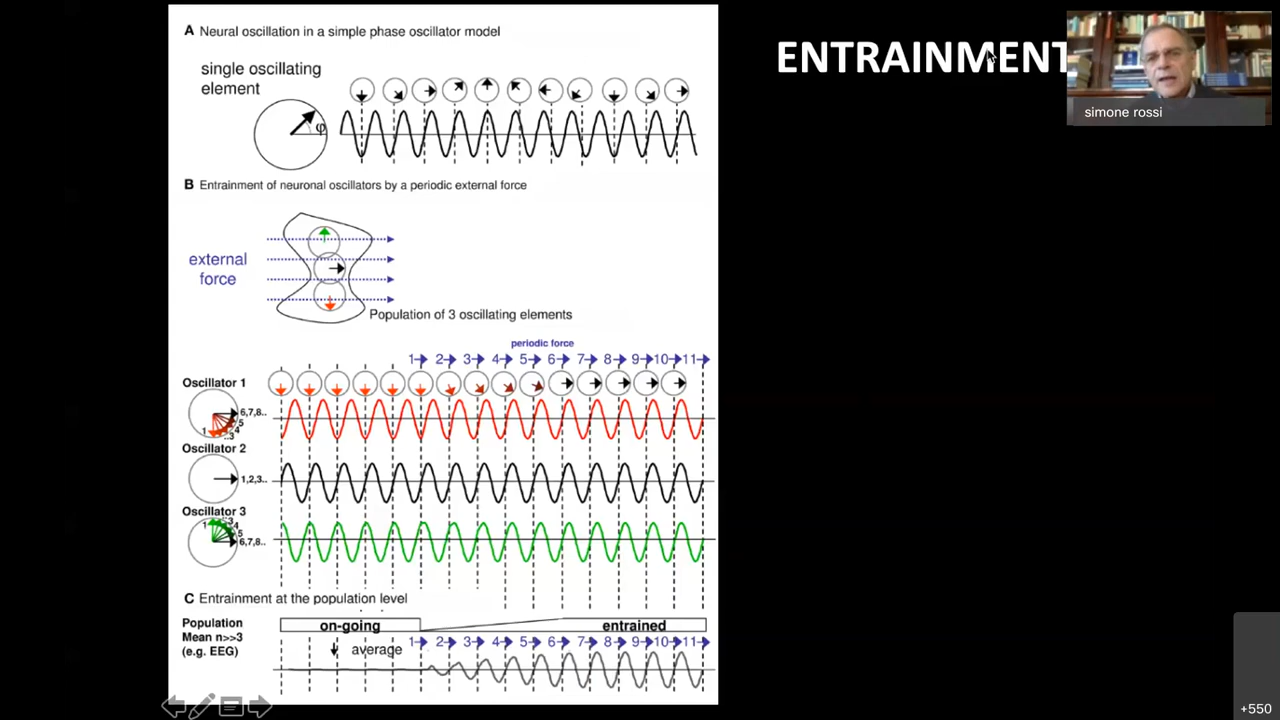 ENTRAINMENT
simone rossi
A Neural oscillation in a simple phase oscillator model
single oscillating
element
φ
B Entrainment of neuronal oscillators by a periodic external force
external
force
Population of 3 oscillating elements
periodic force
1 2 3 4 5 6 7 8 9 10 11
Oscillator 1
6,7,8..
5
4
..3
1
Oscillator 2
1,2,3..
Oscillator 3
1
..3
4
5
6,7,8..
C Entrainment at the population level
Population
Mean n>>3
(e.g. EEG)
on-going
entrained
average
1 2 3 4 5 6 7 8 9 10 11
+550